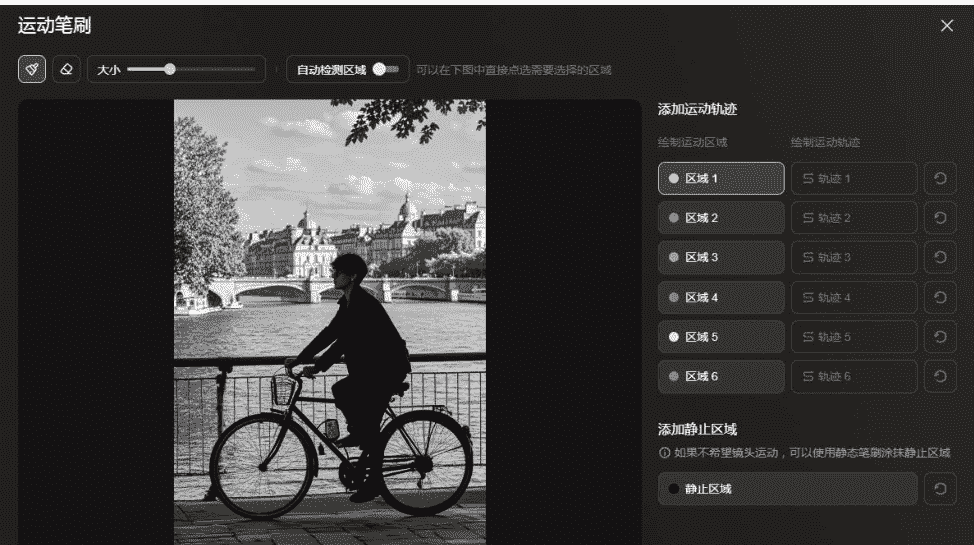 运动笔刷
大小
自动检测区域
可以在下图中直接点选需要选择的区域
添加运动轨迹
绘制运动区域 绘制运动轨迹
区域 1 轨迹 1
区域 2 轨迹 2
区域 3 轨迹 3
区域 4 轨迹 4
区域 5 轨迹 5
区域 6 轨迹 6
添加静止区域
如果不希望镜头运动，可以使用静态笔刷涂抹静止区域
静止区域